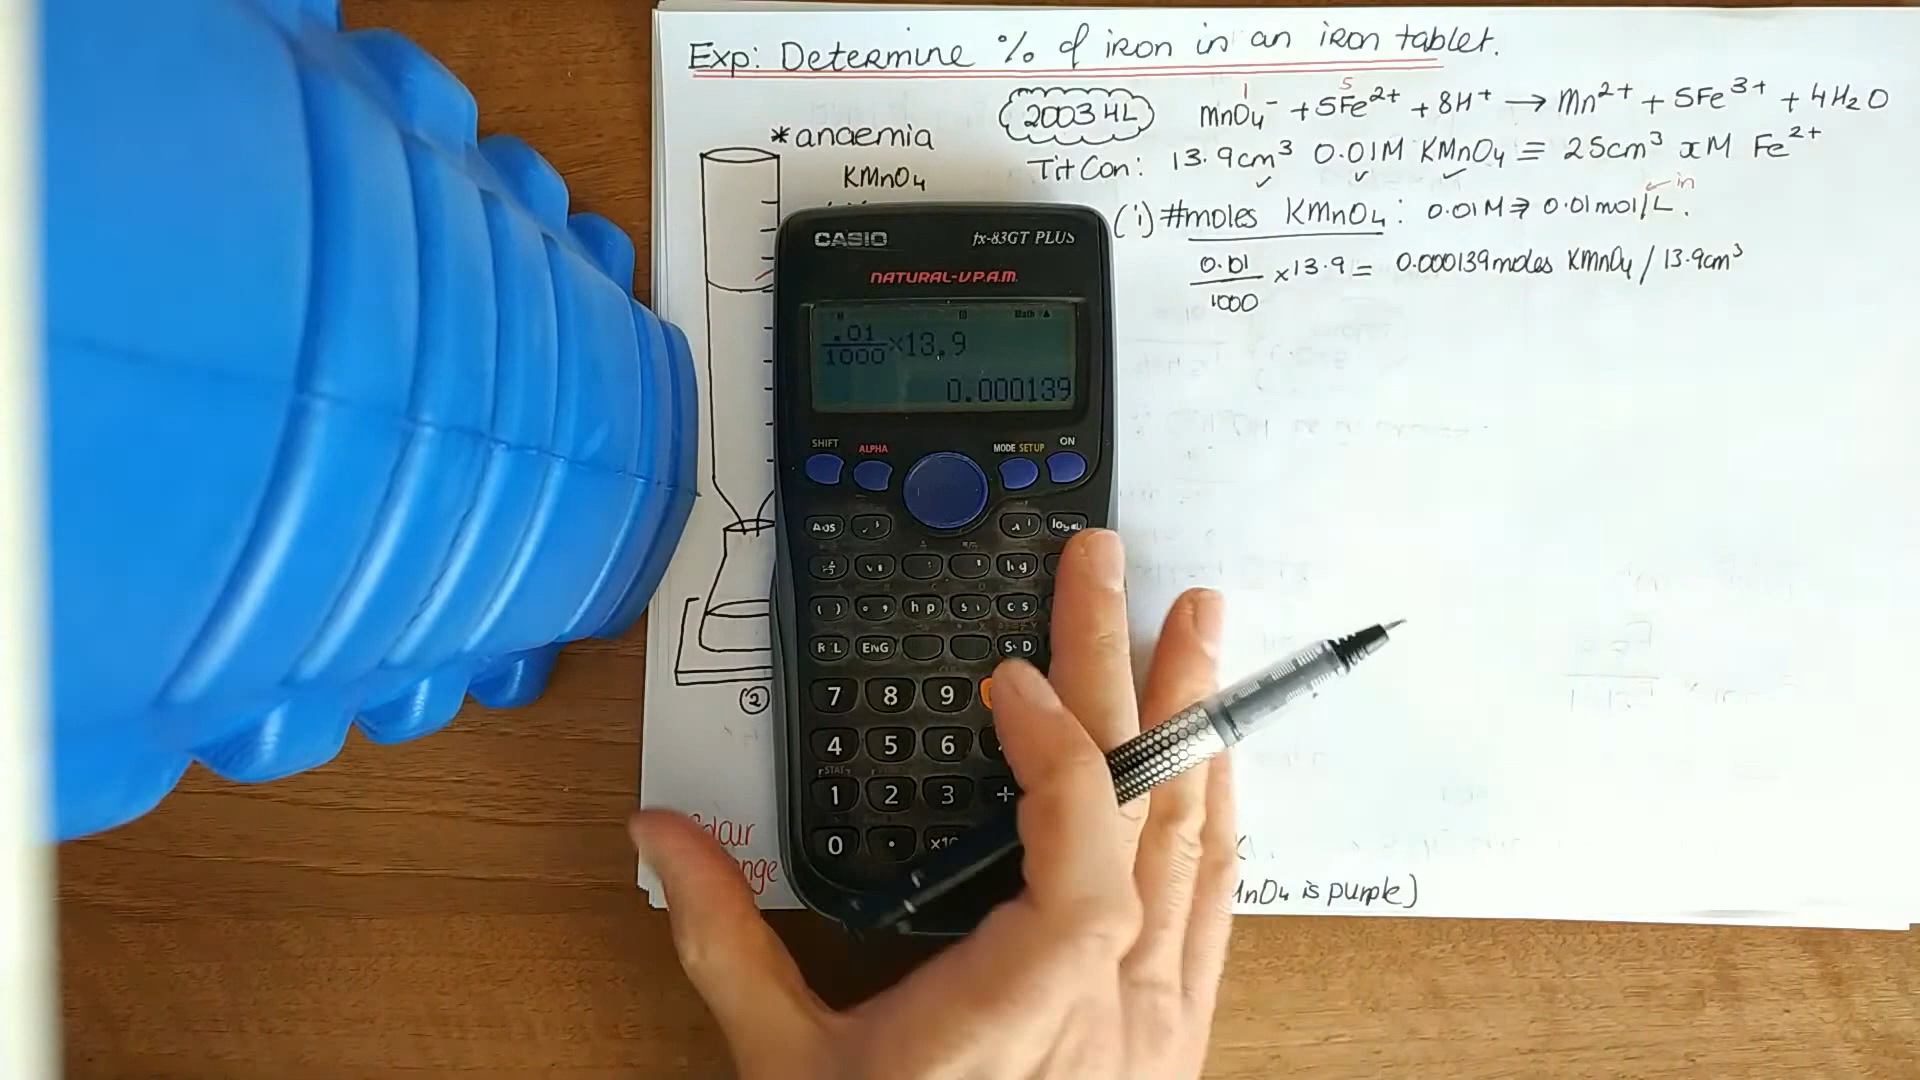 Exp: Determine % of iron in an iron tablet.
1 5
2003 HL
MnO4⁻ + 5Fe²⁺ + 8H⁺ → Mn²⁺ + 5Fe³⁺ + 4H2O
*anaemia
Tit Con: 13.9cm³ 0.01M KMnO4 ≡ 25cm³ xM Fe²⁺
KMnO4
in
(i) #moles KMnO4: 0.01M ⇒ 0.01mol/L.
0.01
1000
×13.9 = 0.000139moles KMnO4 / 13.9cm³
CASIO fx-83GT PLUS
NATURAL-V.P.A.M.
Math
.01
1000
×13.9
0.000139
SHIFT ALPHA MODE SETUP ON
Ans
ENG
7 8 9
4 5 6
STAT
1 2 3 +
0 •
2
MnO4 is purple)